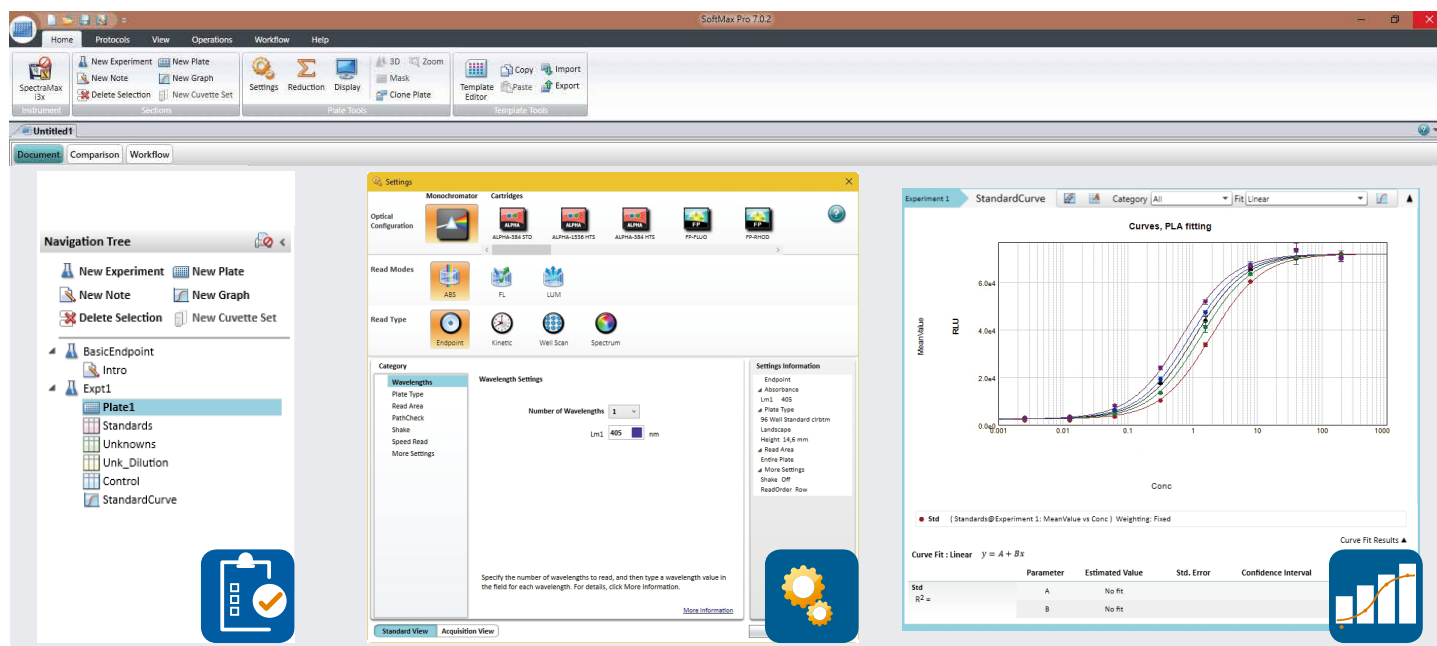 SoftMax Pro 7.0.2
Home Protocols View Operations Workflow Help
New Experiment New Plate
New Note New Graph
Delete Selection New Cuvette Set
SpectraMax
i3x
Instrument
Sections
Settings Reduction Display
3D Zoom
Mask
Clone Plate
Plate Tools
Template
Editor
Copy Import
Paste Export
Template Tools
Untitled1
Document Comparison Workflow
Navigation Tree
New Experiment New Plate
New Note New Graph
Delete Selection New Cuvette Set
BasicEndpoint
Intro
Expt1
Plate1
Standards
Unknowns
Unk_Dilution
Control
StandardCurve
Settings
Monochromator Cartridges
Optical
Configuration
ALPHA ALPHA ALPHA FP FP
ALPHA-384 STD ALPHA-1536 HTS ALPHA-384 HTS FP-FLUO FP-RHOD
Read Modes
ABS FL LUM
Read Type
Endpoint Kinetic Well Scan Spectrum
Category
Wavelengths
Plate Type
Read Area
PathCheck
Shake
Speed Read
More Settings
Wavelength Settings
Number of Wavelengths 1
Lm1 405 nm
Specify the number of wavelengths to read, and then type a wavelength value in
the field for each wavelength. For details, click More Information.
More Information
Settings Information
Endpoint
Absorbance
Lm1 405
Plate Type
96 Well Standard clrbtm
Landscape
Height 14,6 mm
Read Area
Entire Plate
More Settings
Shake Off
ReadOrder Row
Standard View Acquisition View
Experiment 1 StandardCurve Category All Fit Linear
Curves, PLA fitting
MeanValue
RLU
6.0e4
4.0e4
2.0e4
0.0e0
0.001 0.01 0.1 1 10 100 1000
Conc
Std (Standards@Experiment 1: MeanValue vs Conc) Weighting: Fixed
Curve Fit Results
Curve Fit : Linear y = A + Bx
Parameter Estimated Value Std. Error Confidence Interval
Std
R² =
A No fit
B No fit